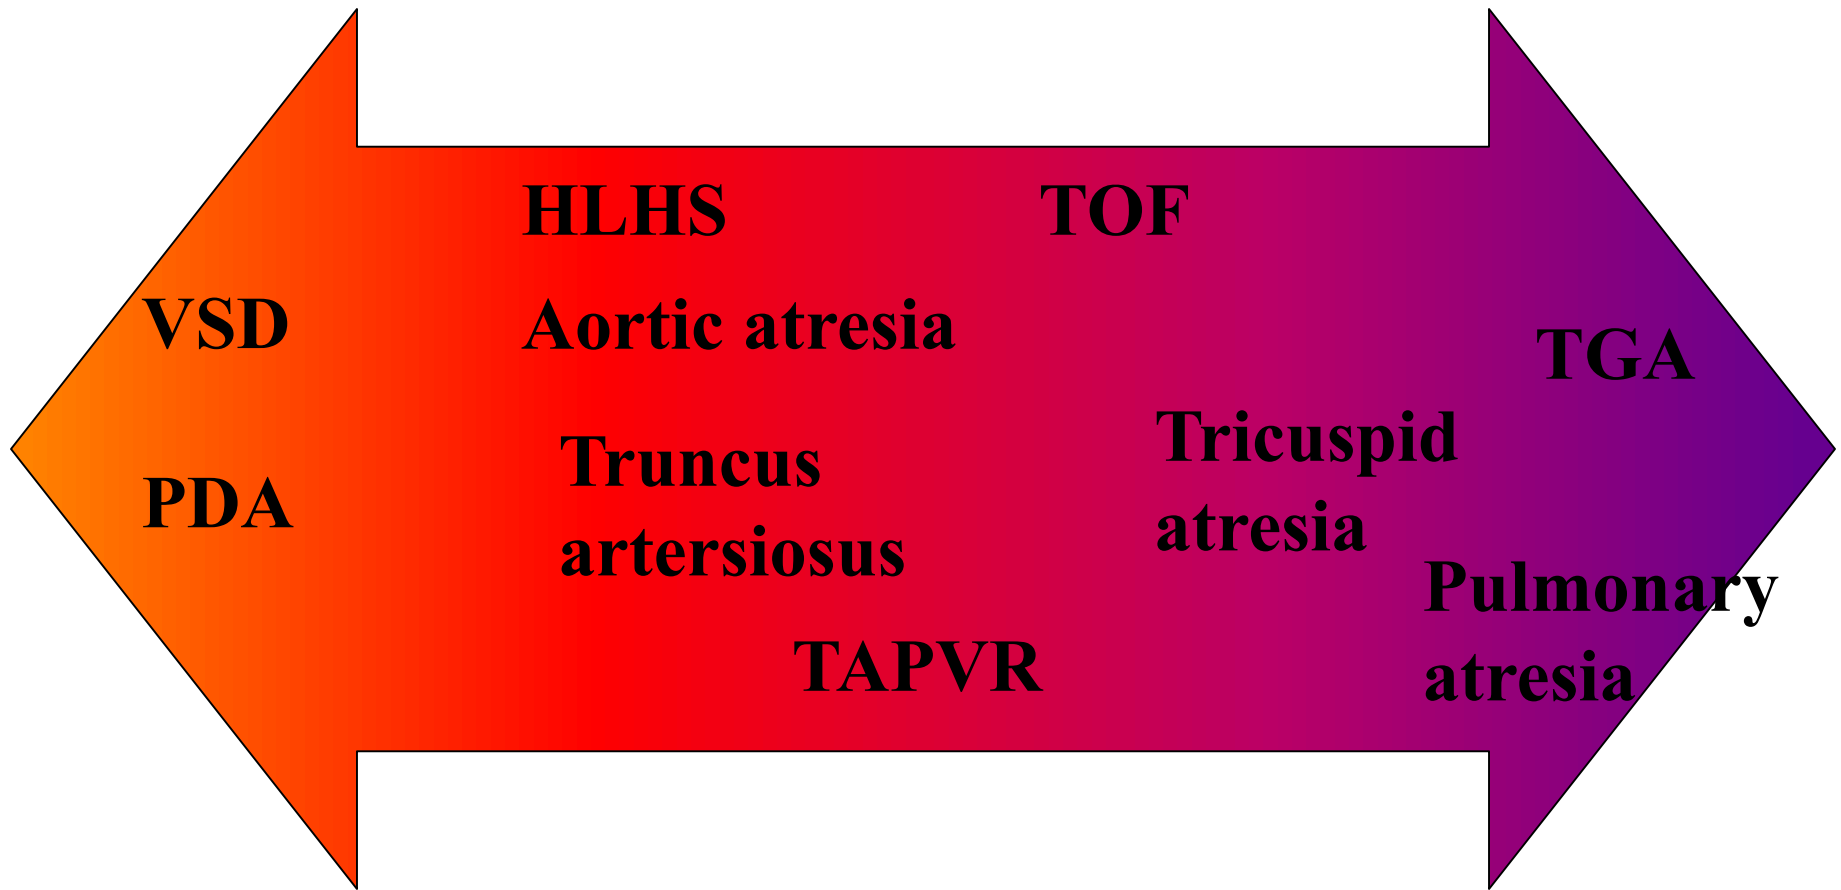 HLHS
TOF
VSD
Aortic atresia
TGA
Tricuspid
atresia
Truncus
artersiosus
PDA
Pulmonary
atresia
TAPVR